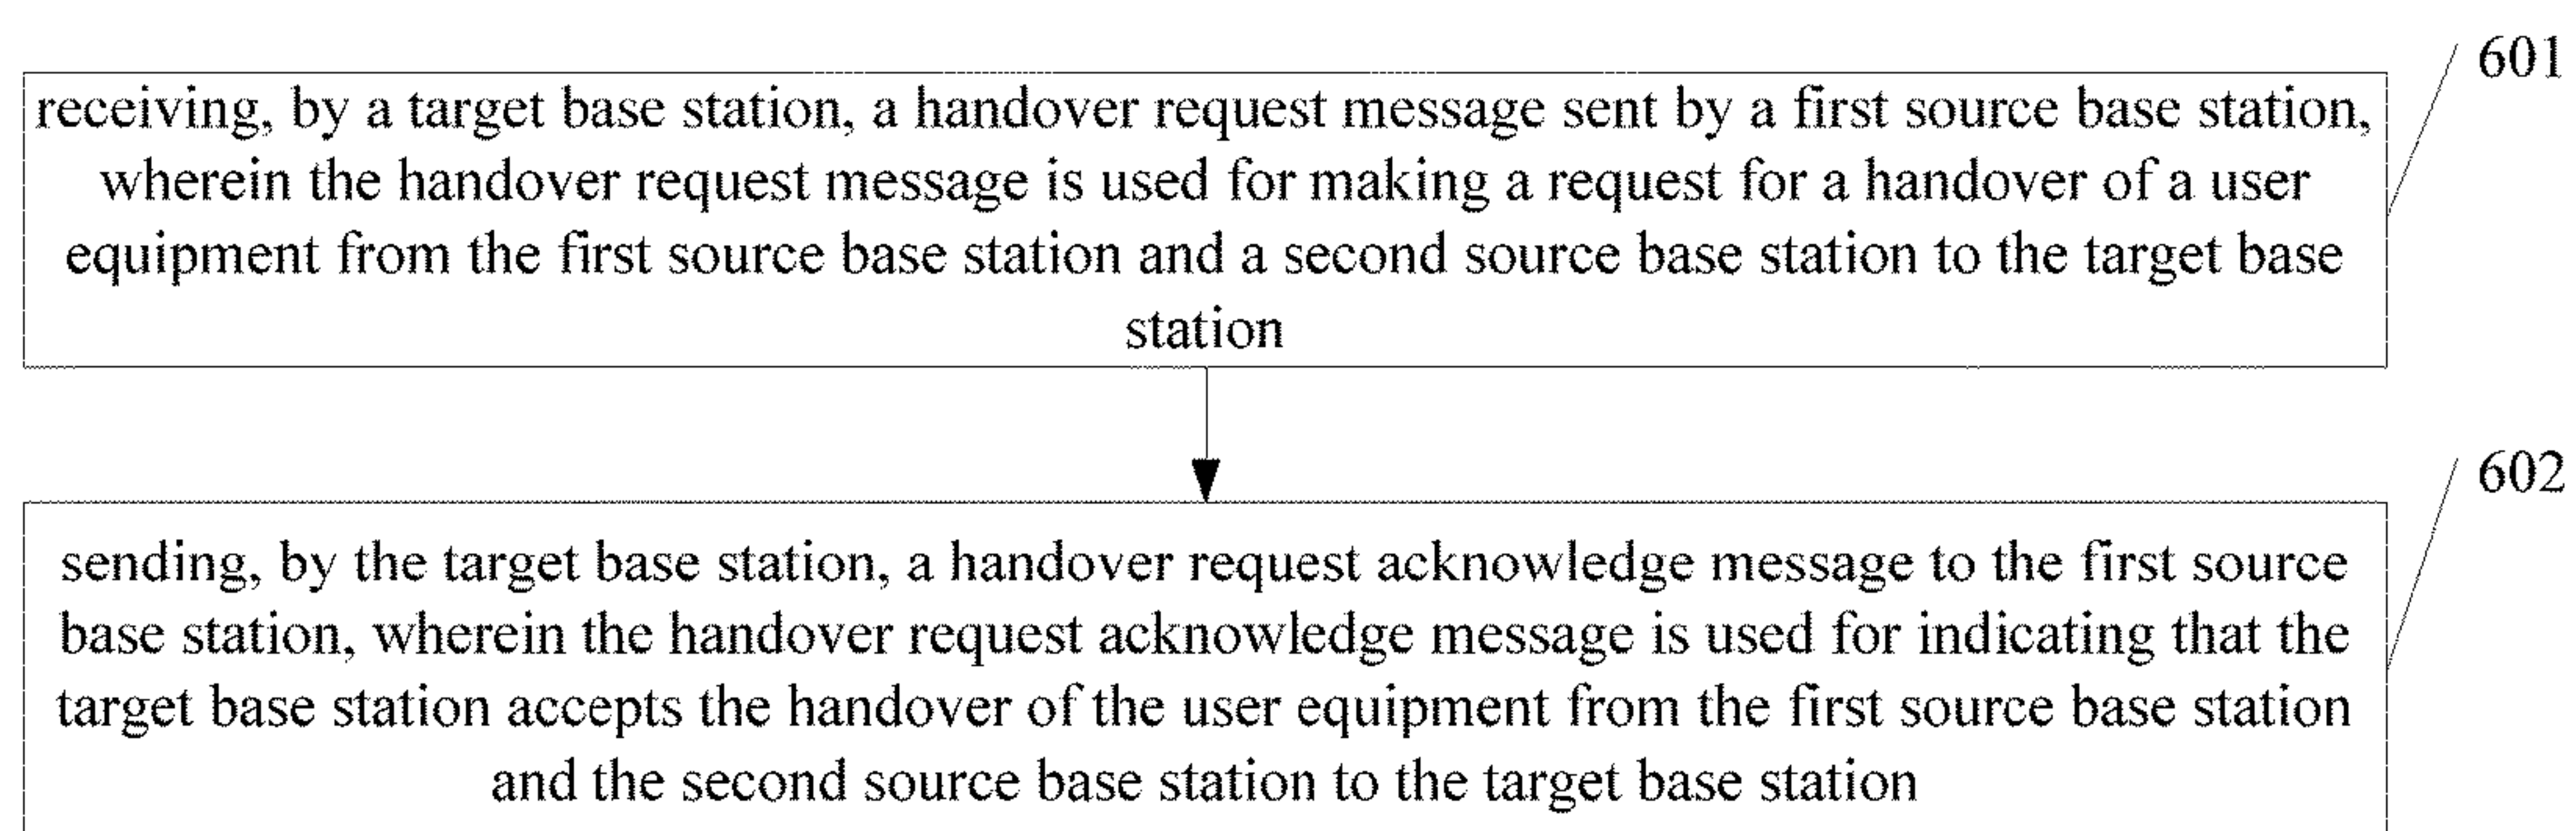 601
receiving, by a target base station, a handover request message sent by a first source base station,
wherein the handover request message is used for making a request for a handover of a user
equipment from the first source base station and a second source base station to the target base
station
602
sending, by the target base station, a handover request acknowledge message to the first source
base station, wherein the handover request acknowledge message is used for indicating that the
target base station accepts the handover of the user equipment from the first source base station
and the second source base station to the target base station